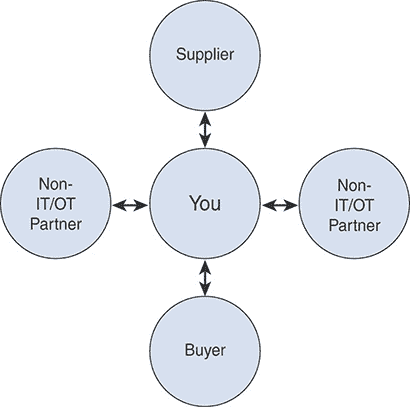 Supplier
Non-
IT/OT
Partner
You
Non-
IT/OT
Partner
Buyer